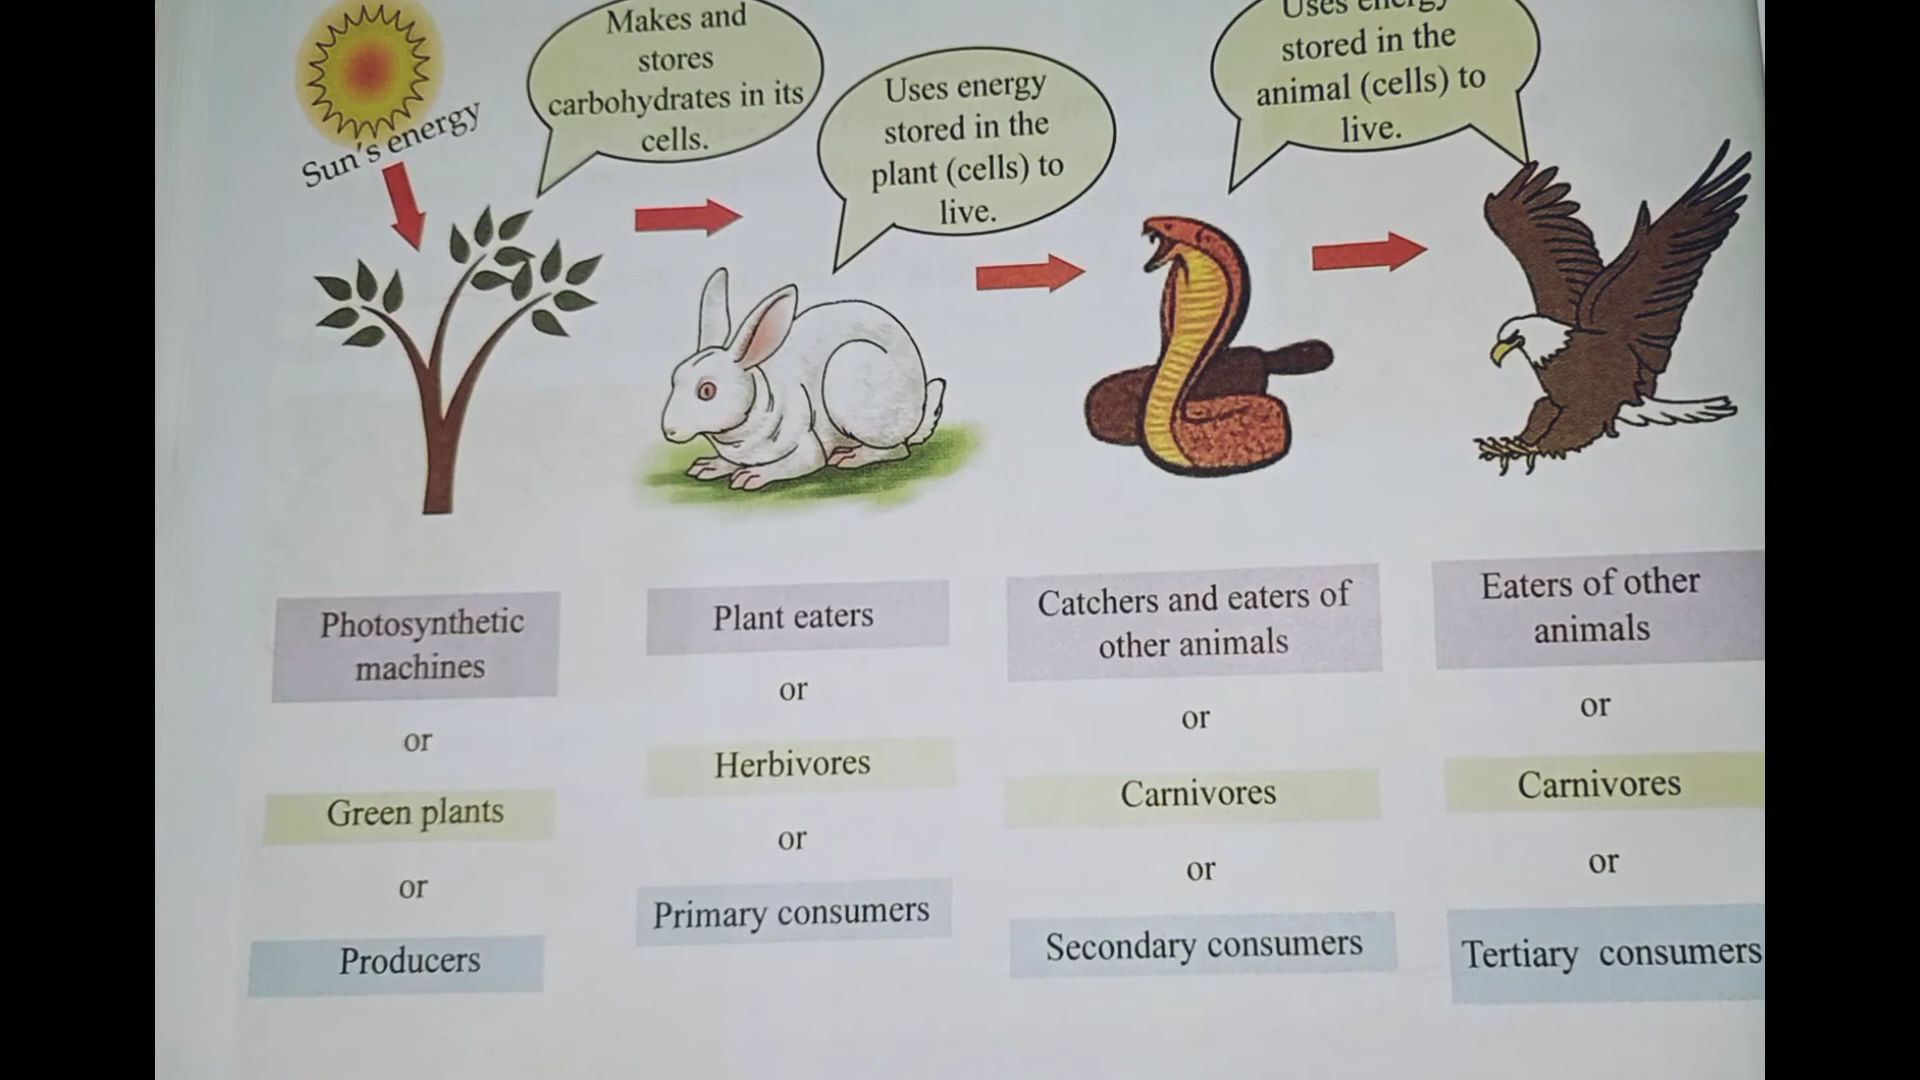 Sun's energy
Makes and
stores
carbohydrates in its
cells.
Uses energy
stored in the
plant (cells) to
live.
Uses energy
stored in the
animal (cells) to
live.
Photosynthetic
machines
or
Green plants
or
Producers
Plant eaters
or
Herbivores
or
Primary consumers
Catchers and eaters of
other animals
or
Carnivores
or
Secondary consumers
Eaters of other
animals
or
Carnivores
or
Tertiary consumers